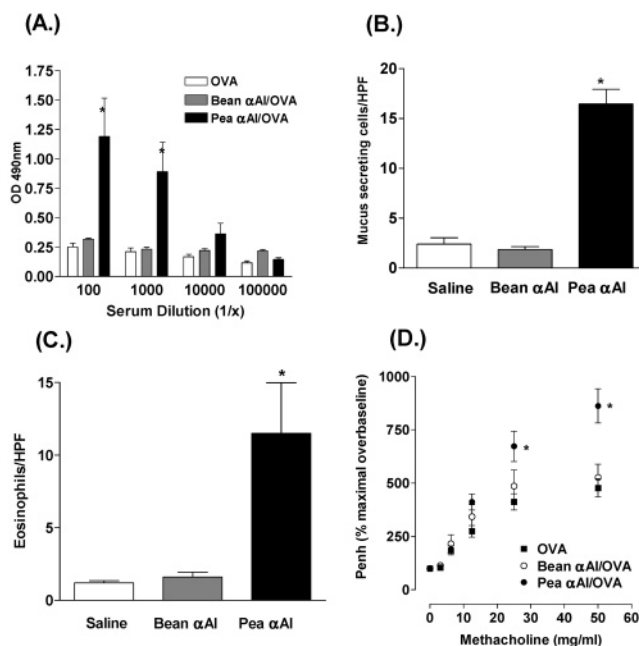 (A.)
1.75
1.50
1.25
1.00
0.75
0.50
0.25
0.00
OD 490nm
OVA
Bean αAI/OVA
Pea αAI/OVA
*
*
100 1000 10000 100000
Serum Dilution (1/x)
(B.)
20
15
10
5
0
Mucus secreting cells/HPF
*
Saline Bean αAI Pea αAI
(C.)
15
10
5
0
Eosinophils/HPF
*
Saline Bean αAI Pea αAI
(D.)
1000
750
500
250
0
Penh (% maximal overbaseline)
*
*
OVA
Bean αAI/OVA
Pea αAI/OVA
0 10 20 30 40 50 60
Methacholine (mg/ml)